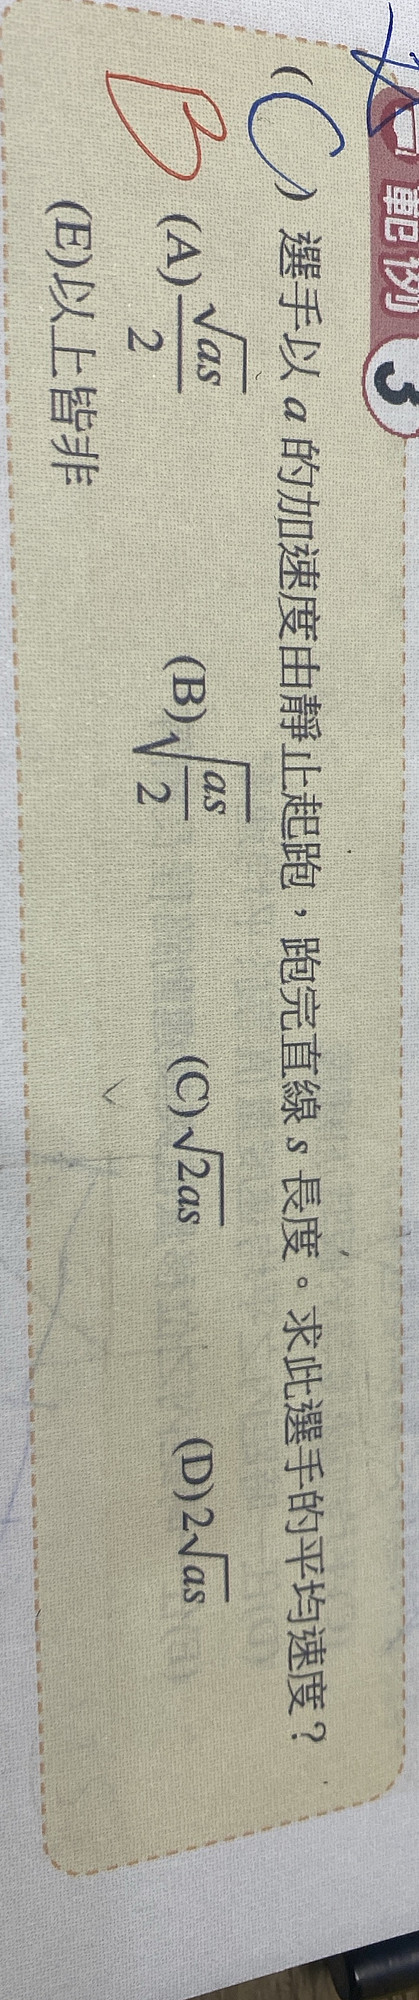 範例 3
( C ) 選手以 a 的加速度由靜止起跑，跑完直線 s 長度。求此選手的平均速度？
B
(A) √as/2 (B) √(as/2) (C) √2as (D) 2√as
(E) 以上皆非